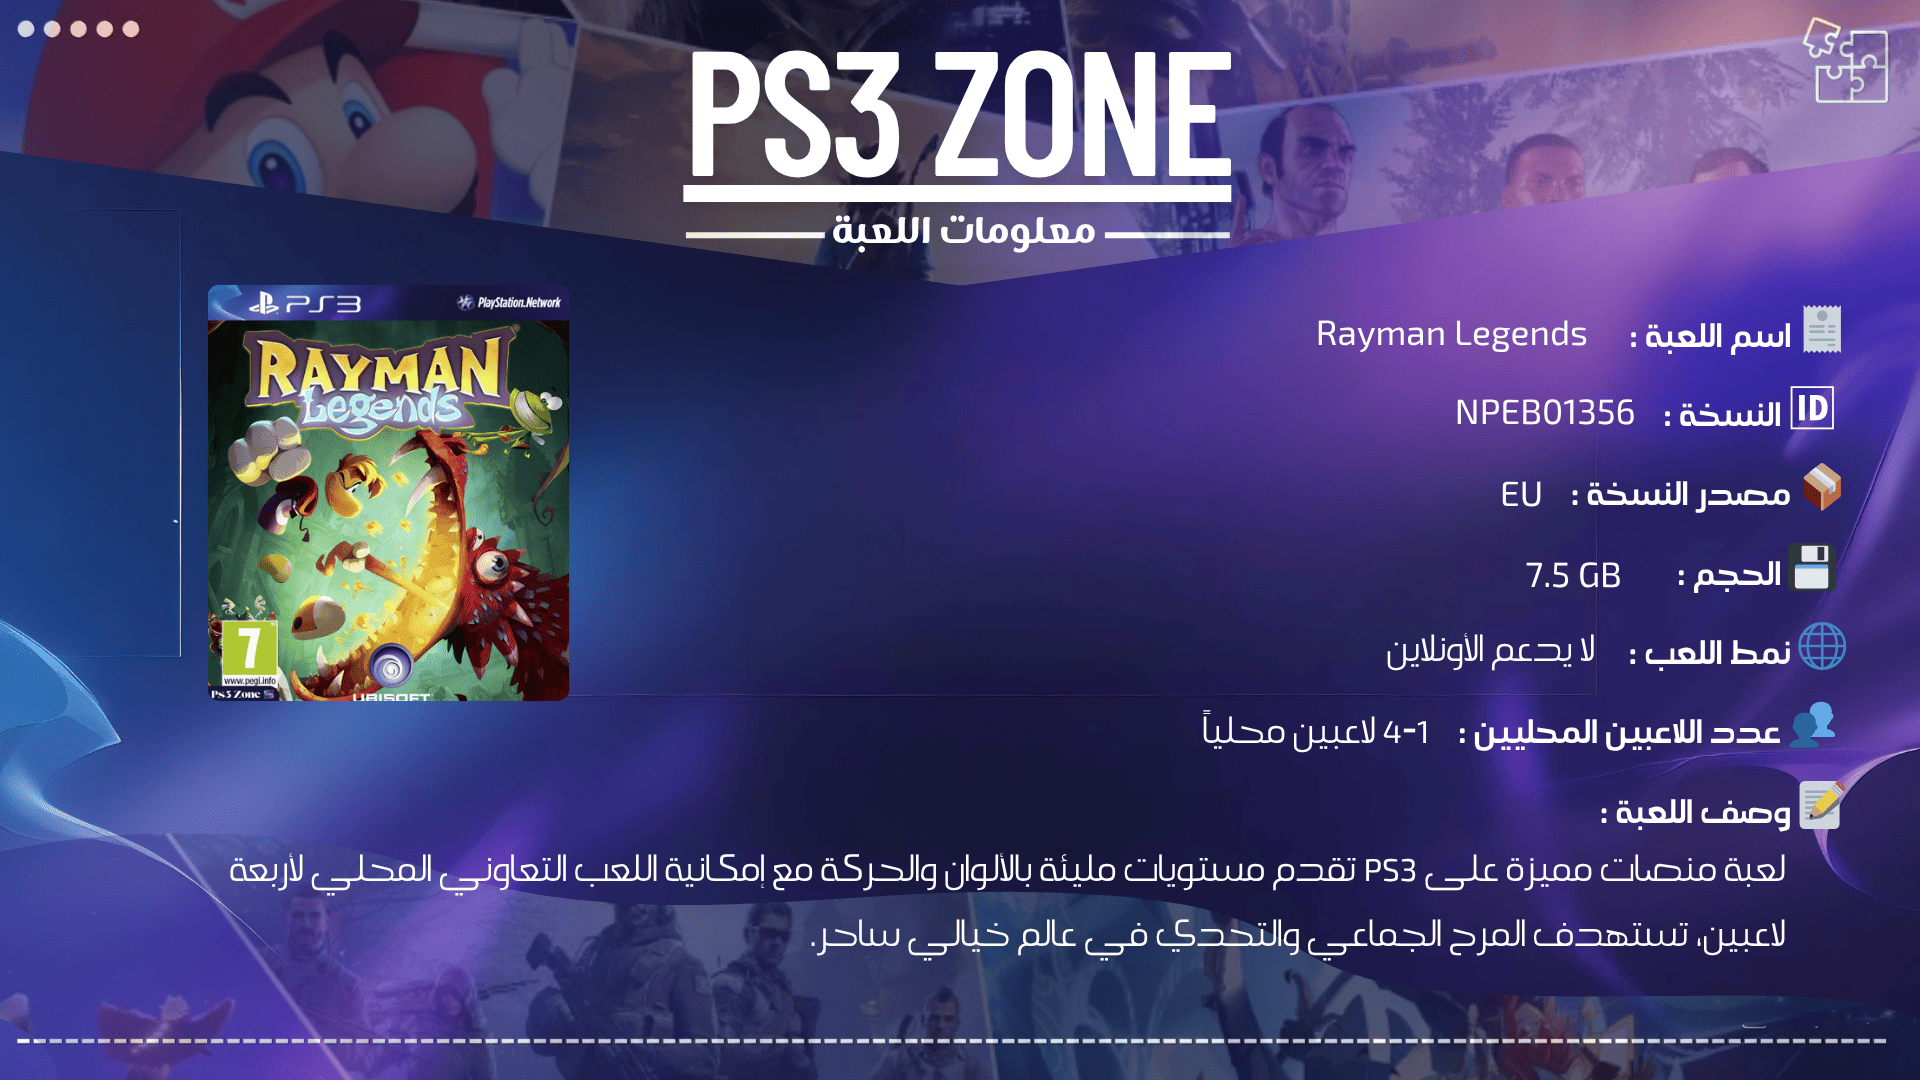 PS3 ZONE
معلومات اللعبة
PS3 PlayStation.Network
RAYMAN
Legends
7
www.pegi.info
Ps3 Zone
UBISOFT
اسم اللعبة : Rayman Legends
ID النسخة : NPEB01356
مصدر النسخة : EU
الحجم : 7.5 GB
نمط اللعب : لا يدعم الأونلاين
عدد اللاعبين المحليين : 1-4 لاعبين محلياً
وصف اللعبة :
لعبة منصات مميزة على PS3 تقدم مستويات مليئة بالألوان والحركة مع إمكانية اللعب التعاوني المحلي لأربعة
لاعبين، تستهدف المرح الجماعي والتحدي في عالم خيالي ساحر.